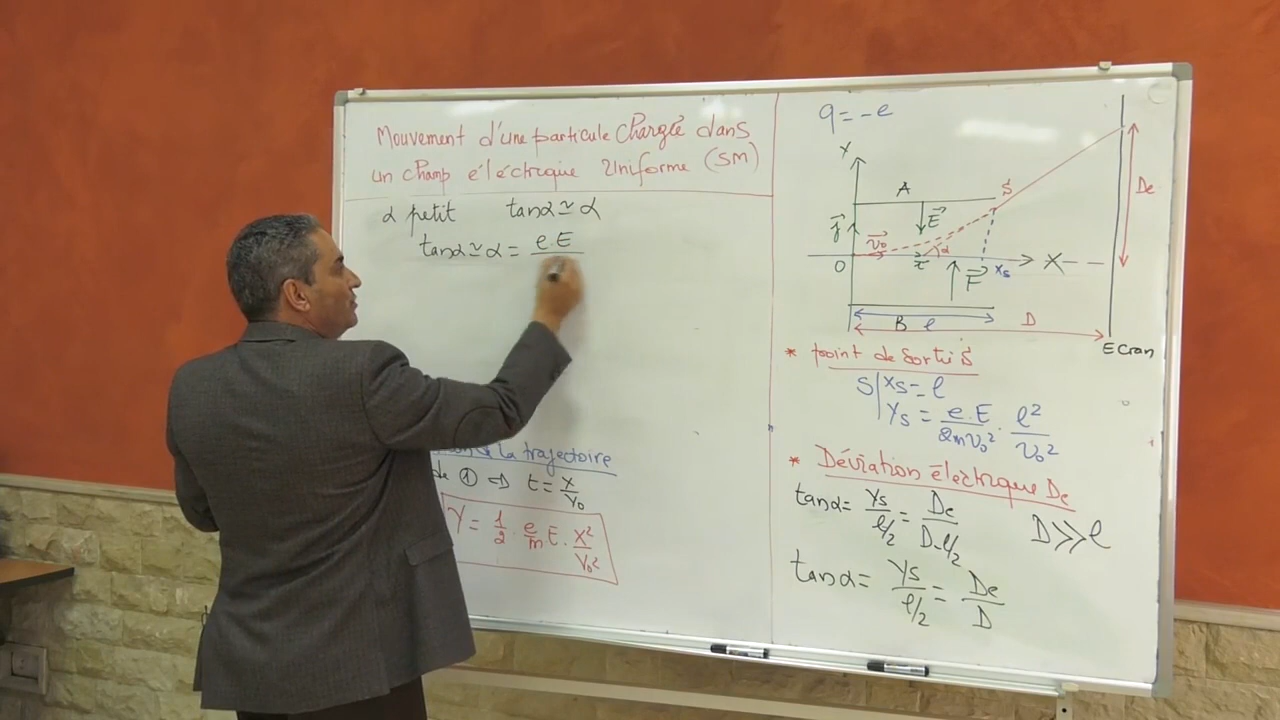 Mouvement d'une particule chargée dans
un champ éléctrique Uniforme (SM)
α petit tanα ≃ α
tanα ≃ α = e.E
la trajectoire
de ① ⇨ t = x/V₀
Y = 1/2 . e/m E . X²/V₀²
q = -e
Y
A
S
De
j⃗
E⃗
V₀⃗
α
O
i⃗
F⃗
xs
X
B
l
D
Ecran
* point de Sortie S
S | Xs = l
Ys = e.E/2mV₀² . l²/V₀²
* Déviation électrique De
tanα = Ys/l/2 = De/D-l/2 D>>l
tanα = Ys/l/2 = De/D